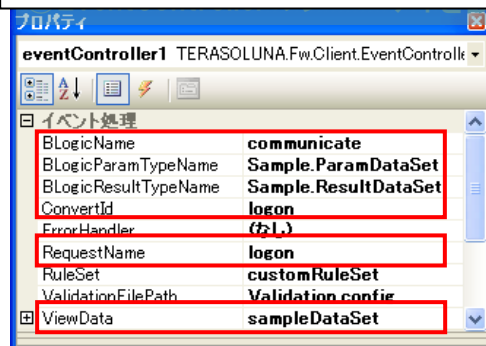 プロパティ
eventController1 TERASOLUNA.Fw.Client.EventControlle
イベント処理
BLogicName communicate
BLogicParamTypeName Sample.ParamDataSet
BLogicResultTypeName Sample.ResultDataSet
ConvertId logon
ErrorHandler (なし)
RequestName logon
RuleSet customRuleSet
ValidationFilePath Validation.config
ViewData sampleDataSet